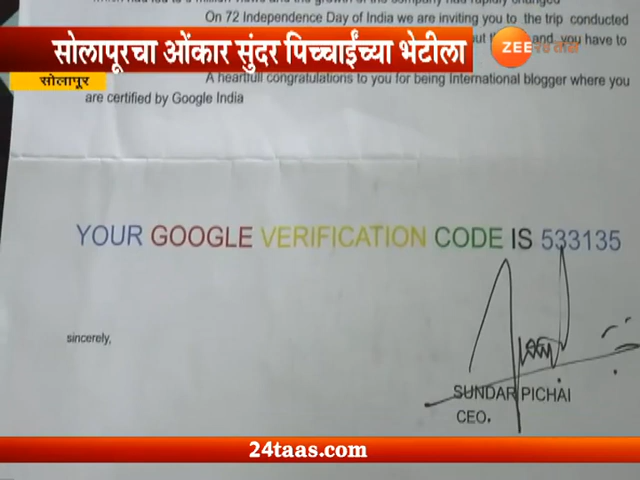 On 72 Independence Day of India we are inviting you to the trip conducted
सोलापूरचा ओंकार सुंदर पिच्चाईंच्या भेटीला
ZEE २४ तास
and you have to
सोलापूर
A heartfull congratulations to you for being International blogger where you
are certified by Google India
YOUR GOOGLE VERIFICATION CODE IS 533135
sincerely,
SUNDAR PICHAI
CEO.
24taas.com